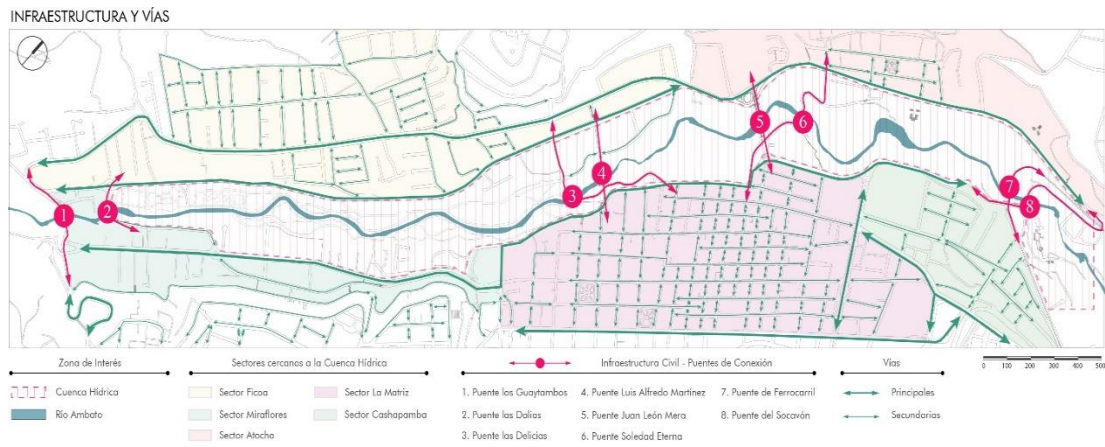 INFRAESTRUCTURA Y VÍAS
1
2
3
4
5
6
7
8
Zona de Interés
Cuenca Hídrica
Río Ambato
Sectores cercanos a la Cuenca Hídrica
Sector Ficoa
Sector Miraflores
Sector Atocha
Sector La Matriz
Sector Cashapamba
Infraestructura Civil - Puentes de Conexión
1. Puente los Guaytambos
2. Puente las Dalias
3. Puente las Delicias
4. Puente Luis Alfredo Martínez
5. Puente Juan León Mera
6. Puente Soledad Eterna
7. Puente de Ferrocarril
8. Puente del Socavón
Vías
Principales
Secundarias
0 100 200 300 400 500